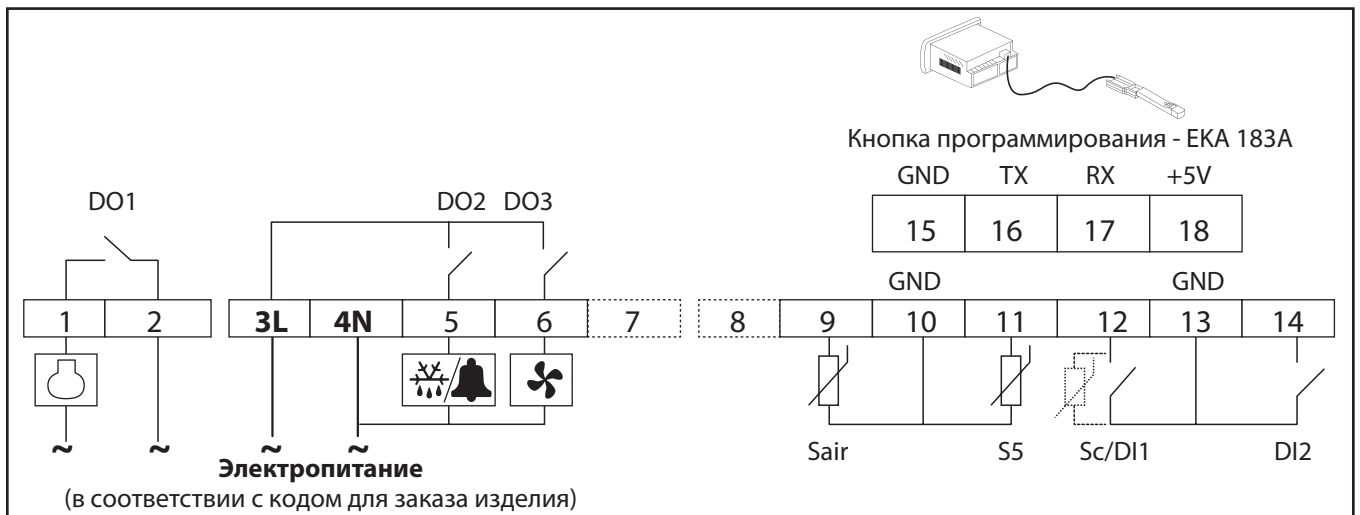 Кнопка программирования - EKA 183A
GND TX RX +5V
15 16 17 18
DO1 DO2 DO3
GND GND
1 2 3L 4N 5 6 7 8 9 10 11 12 13 14
~ ~ ~ ~
Sair S5 Sc/DI1 DI2
Электропитание
(в соответствии с кодом для заказа изделия)